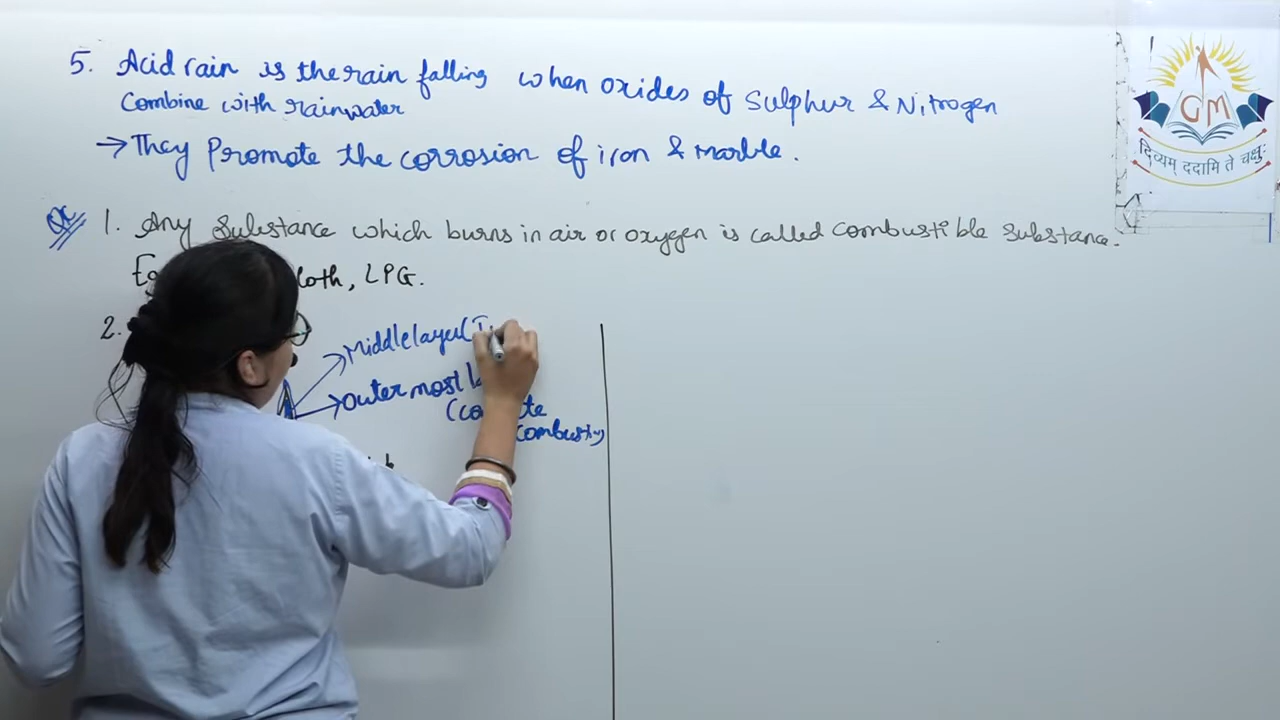 5. Acid rain is the rain falling when oxides of Sulphur & Nitrogen
Combine with rainwater
→ They Promote the corrosion of iron & Marble.
1. Any Substance which burns in air or oxygen is called Combustible Substance.
LPG.
2.
Middle layer (
Outer most
Combustn)
GM
दिव्यम् ददामि ते चक्षुः